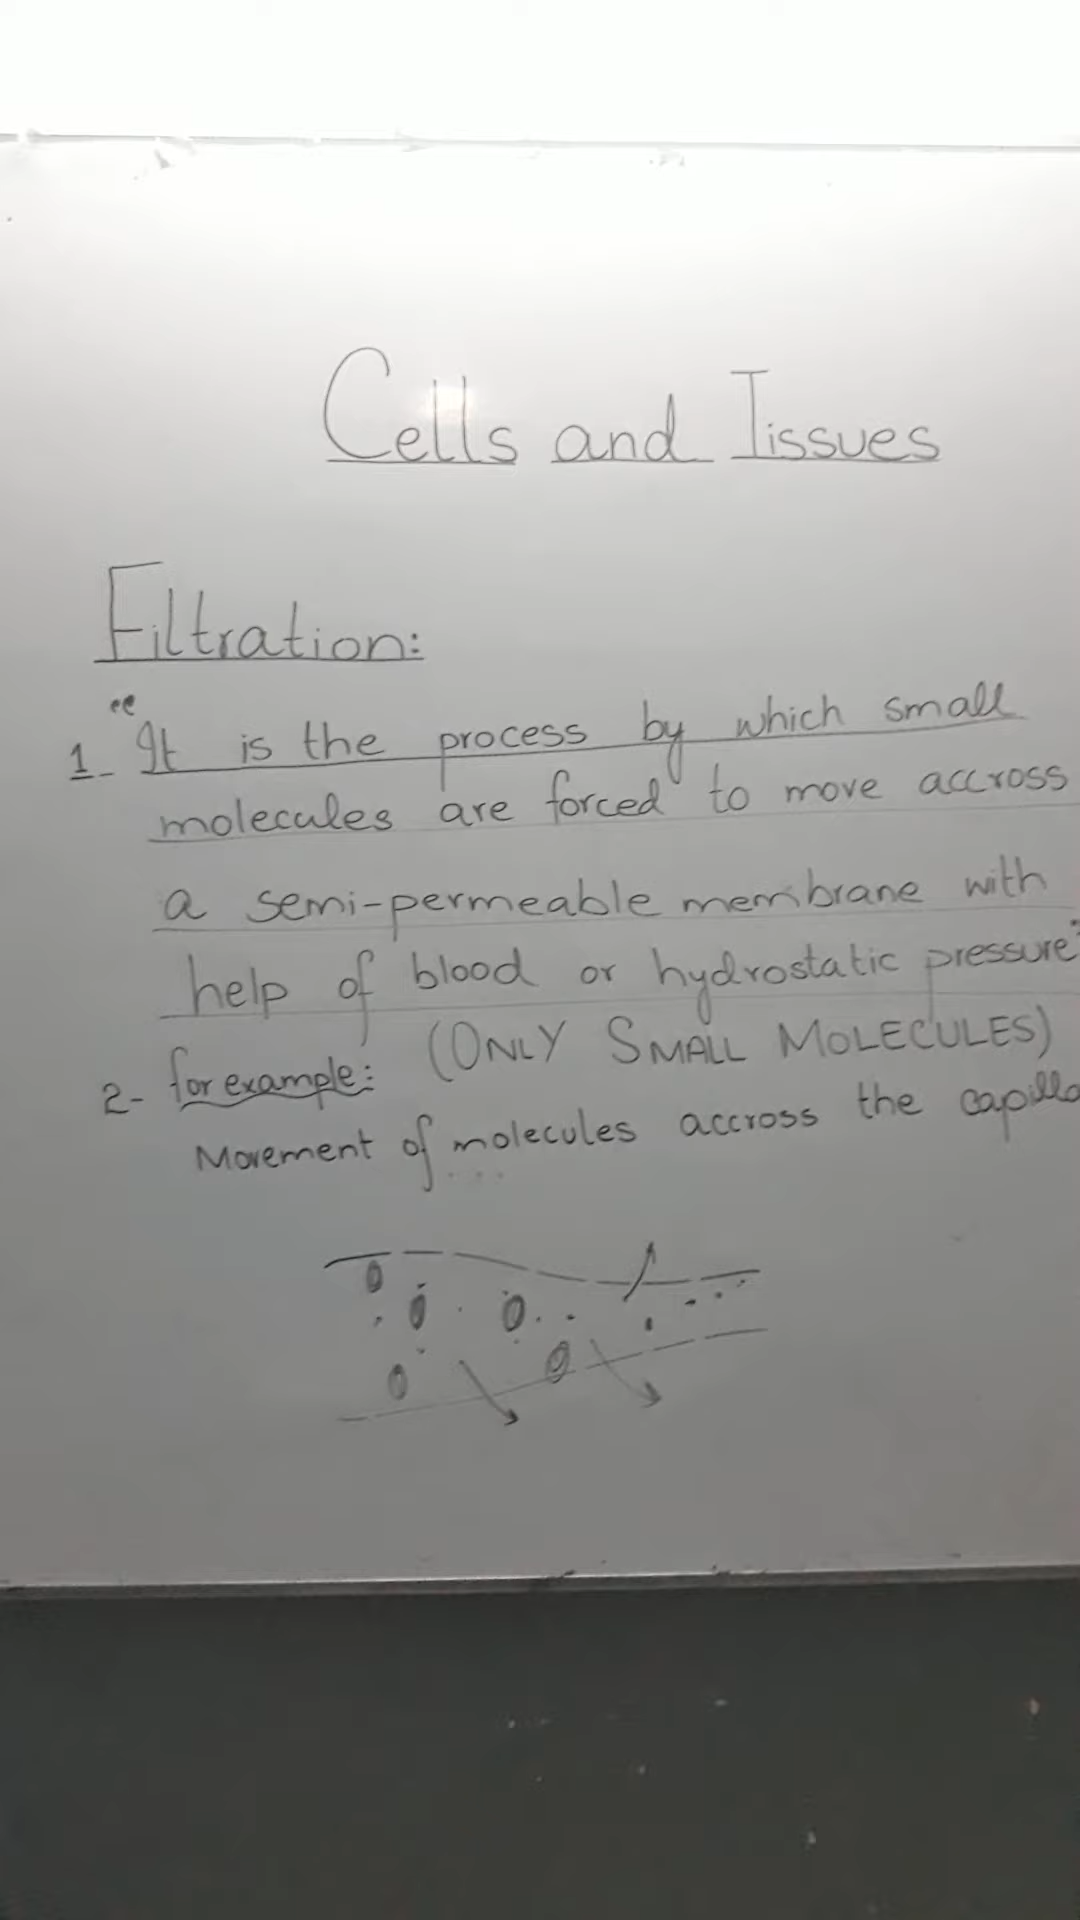 Cells and Tissues
Filtration:
1- "It is the process by which small
molecules are forced to move accross
a semi-permeable membrane with
help of blood or hydrostatic pressure"
(ONLY SMALL MOLECULES)
2- for example:
Movement of molecules accross the